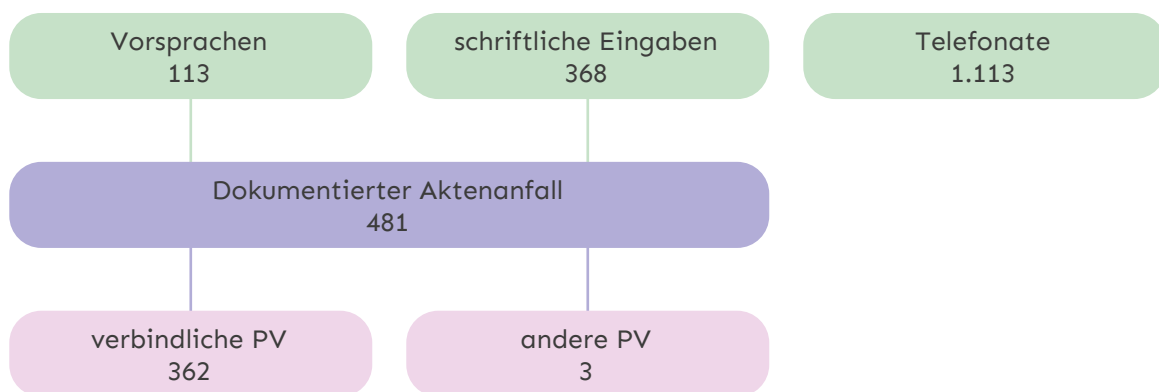 Vorsprachen
113
schriftliche Eingaben
368
Telefonate
1.113
Dokumentierter Aktenanfall
481
verbindliche PV
362
andere PV
3